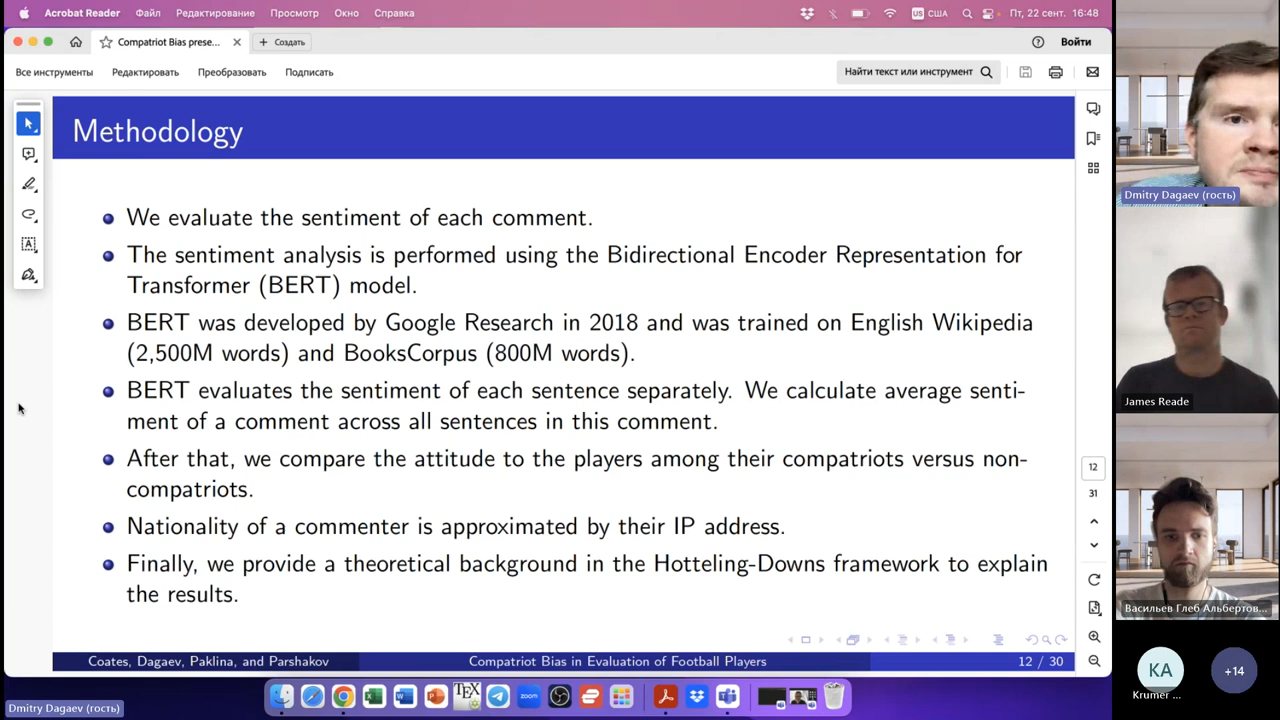 Acrobat Reader Файл Редактирование Просмотр Окно Справка США Пт, 22 сент. 16:48
Compatriot Bias prese... Создать Войти
Все инструменты Редактировать Преобразовать Подписать Найти текст или инструмент
Methodology
We evaluate the sentiment of each comment.
The sentiment analysis is performed using the Bidirectional Encoder Representation for
Transformer (BERT) model.
BERT was developed by Google Research in 2018 and was trained on English Wikipedia
(2,500M words) and BooksCorpus (800M words).
BERT evaluates the sentiment of each sentence separately. We calculate average senti-
ment of a comment across all sentences in this comment.
After that, we compare the attitude to the players among their compatriots versus non-
compatriots.
Nationality of a commenter is approximated by their IP address.
Finally, we provide a theoretical background in the Hotteling-Downs framework to explain
the results.
12
31
Coates, Dagaev, Paklina, and Parshakov Compatriot Bias in Evaluation of Football Players 12 / 30
TEX zoom
Dmitry Dagaev (гость)
Dmitry Dagaev (гость)
James Reade
Васильев Глеб Альбертов...
KA
Krumer ...
+14